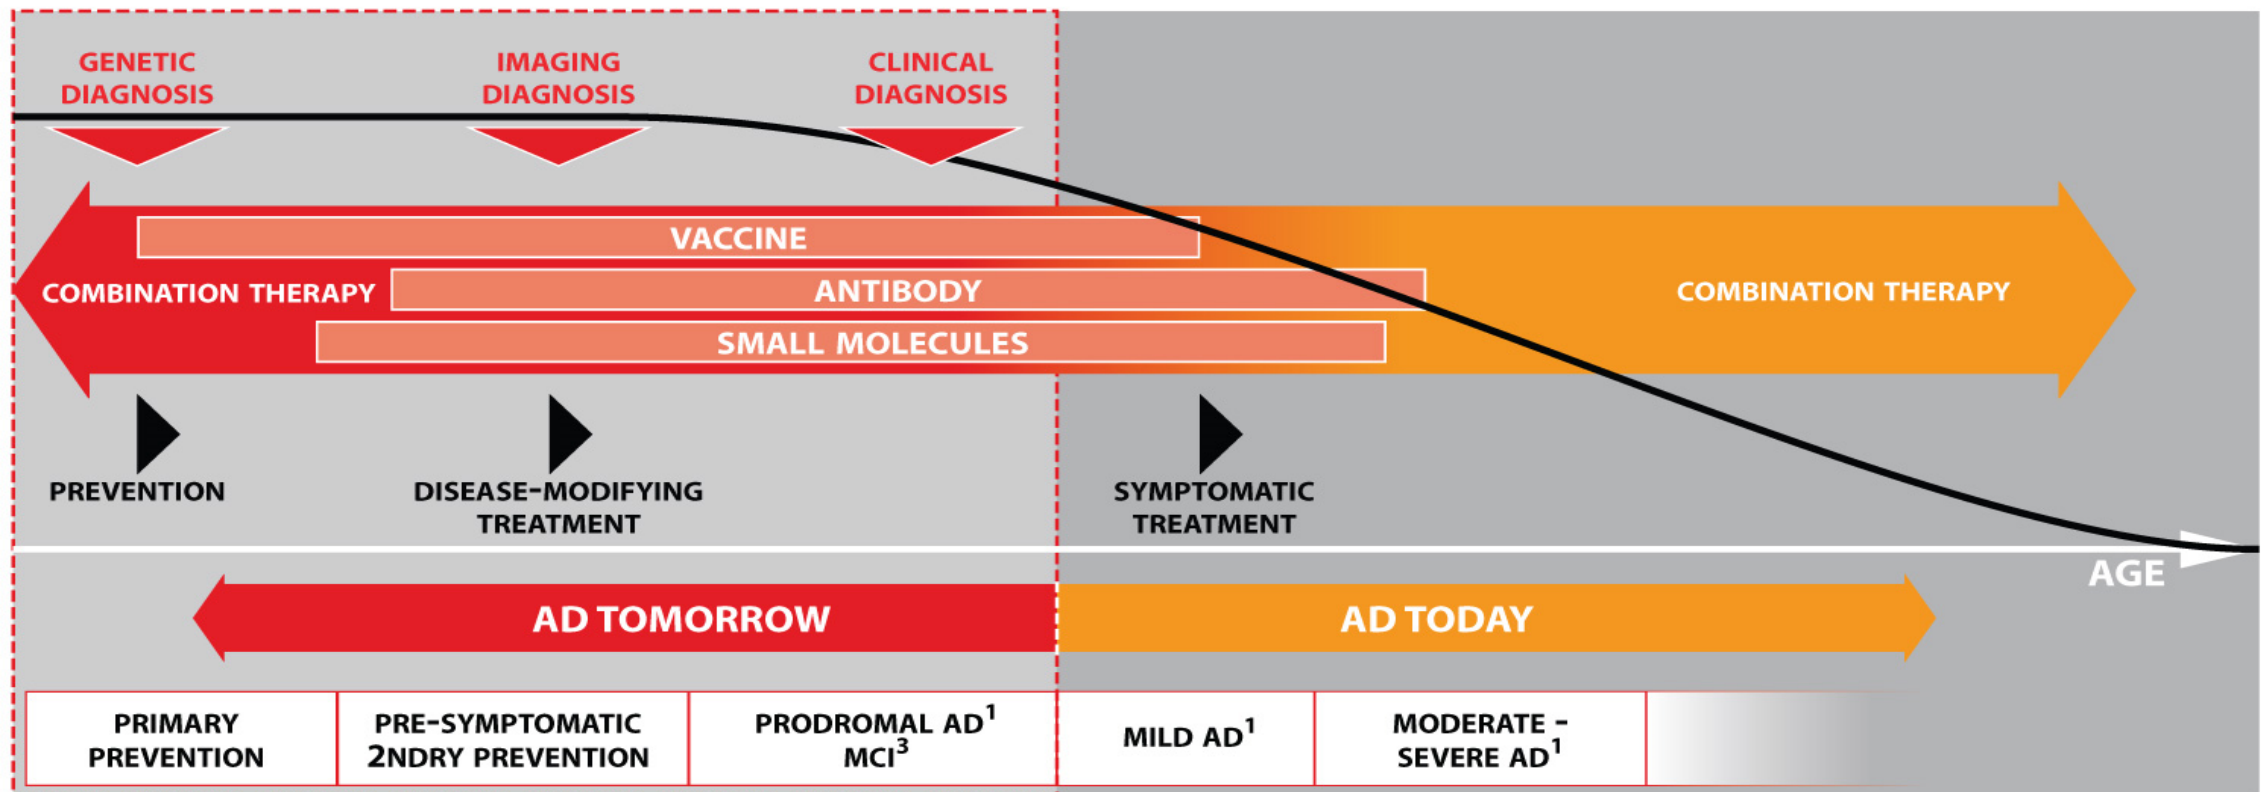 GENETIC
DIAGNOSIS
IMAGING
DIAGNOSIS
CLINICAL
DIAGNOSIS
VACCINE
COMBINATION THERAPY
ANTIBODY
COMBINATION THERAPY
SMALL MOLECULES
PREVENTION
DISEASE-MODIFYING
TREATMENT
SYMPTOMATIC
TREATMENT
AGE
AD TOMORROW
AD TODAY
PRIMARY
PREVENTION
PRE-SYMPTOMATIC
2NDRY PREVENTION
PRODROMAL AD¹
MCI³
MILD AD¹
MODERATE -
SEVERE AD¹